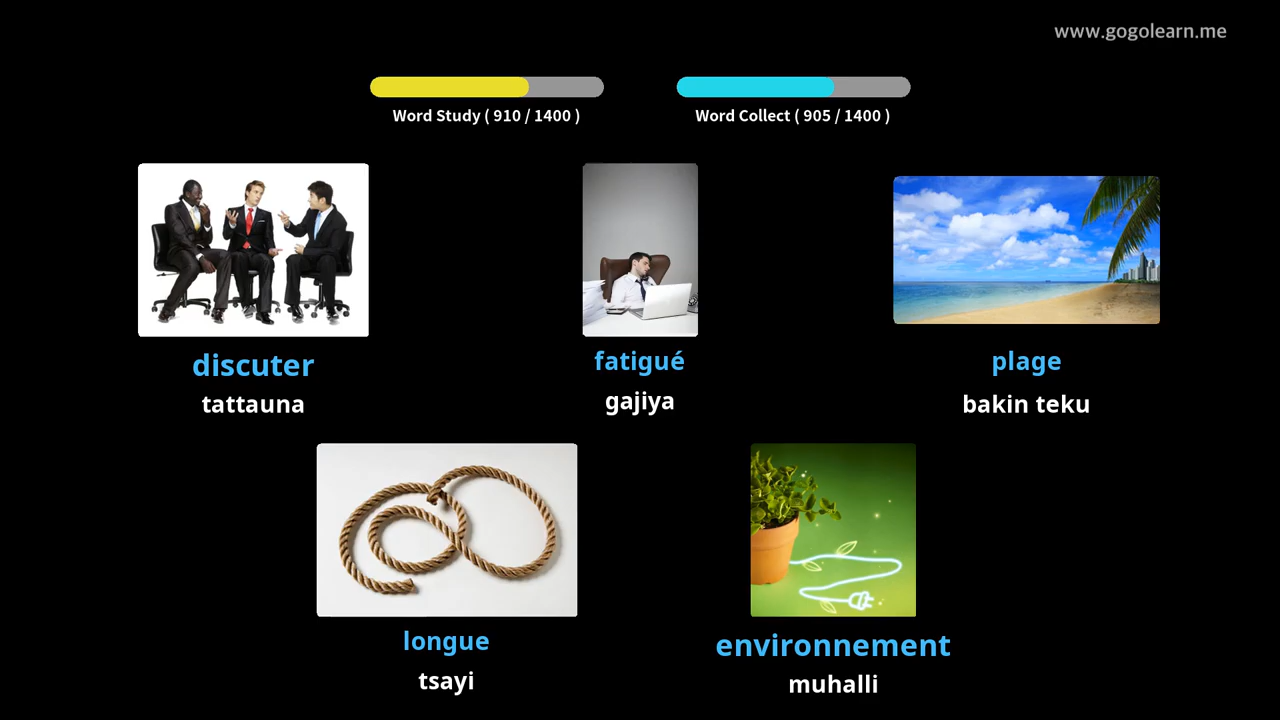 www.gogolearn.me
Word Study ( 910 / 1400 )
Word Collect ( 905 / 1400 )
discuter
tattauna
fatigué
gajiya
plage
bakin teku
longue
tsayi
environnement
muhalli